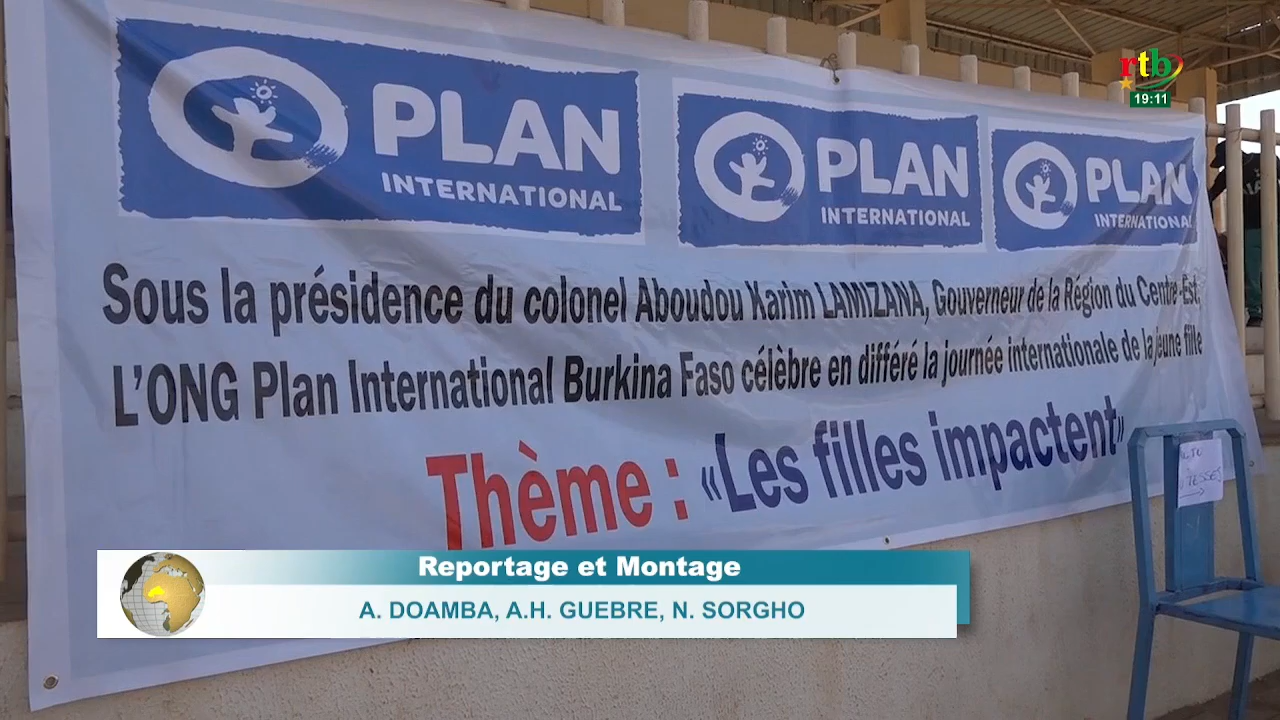 rtb
19:11
PLAN
INTERNATIONAL
PLAN
INTERNATIONAL
PLAN
INTERNATIONAL
Sous la présidence du colonel Aboudou Karim LAMIZANA, Gouverneur de la Région du Centre-Est,
L'ONG Plan International Burkina Faso célèbre en différé la journée internationale de la jeune fille
Thème : «Les filles impactent»
Reportage et Montage
A. DOAMBA, A.H. GUEBRE, N. SORGHO